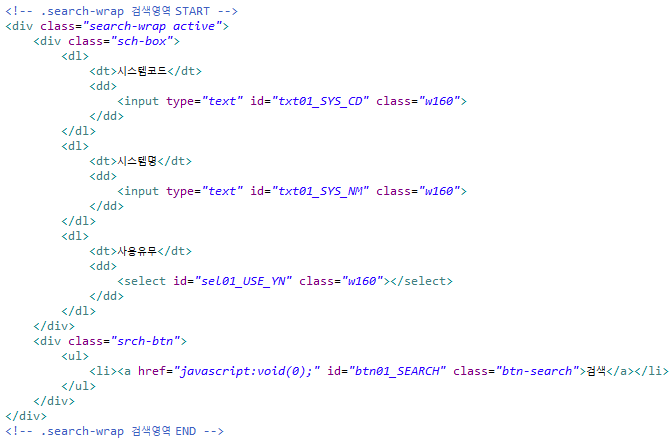 <!-- .search-wrap 검색영역 START -->
<div class="search-wrap active">
    <div class="sch-box">
        <dl>
            <dt>시스템코드</dt>
            <dd>
                <input type="text" id="txt01_SYS_CD" class="w160">
            </dd>
        </dl>
        <dl>
            <dt>시스템명</dt>
            <dd>
                <input type="text" id="txt01_SYS_NM" class="w160">
            </dd>
        </dl>
        <dl>
            <dt>사용유무</dt>
            <dd>
                <select id="sel01_USE_YN" class="w160"></select>
            </dd>
        </dl>
    </div>
    <div class="srch-btn">
        <ul>
            <li><a href="javascript:void(0);" id="btn01_SEARCH" class="btn-search">검색</a></li>
        </ul>
    </div>
</div>
<!-- .search-wrap 검색영역 END -->